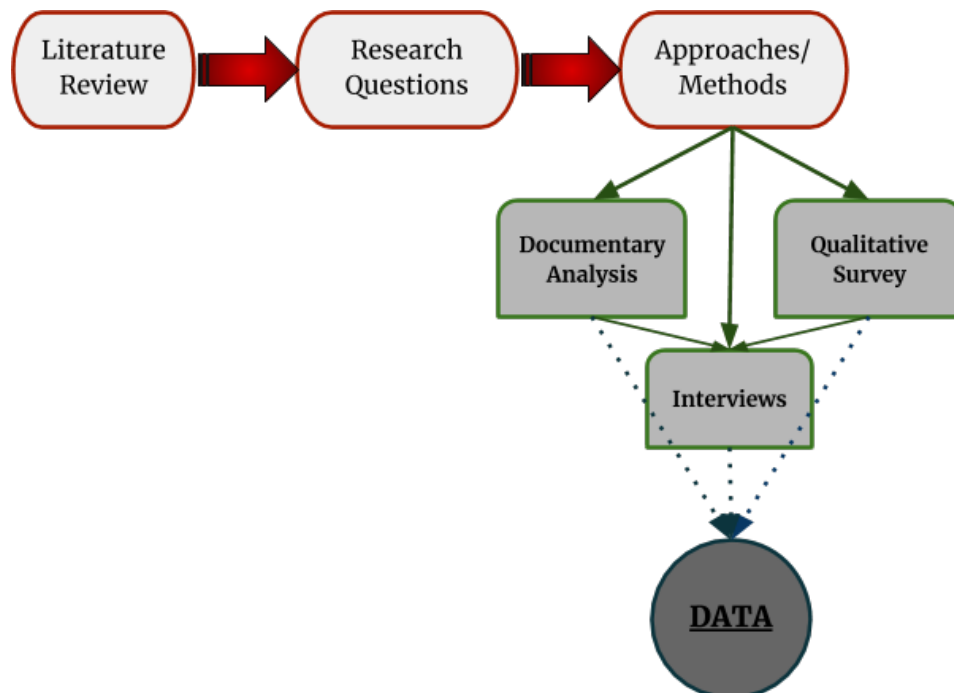 Literature
Review
Research
Questions
Approaches/
Methods
Documentary
Analysis
Qualitative
Survey
Interviews
DATA